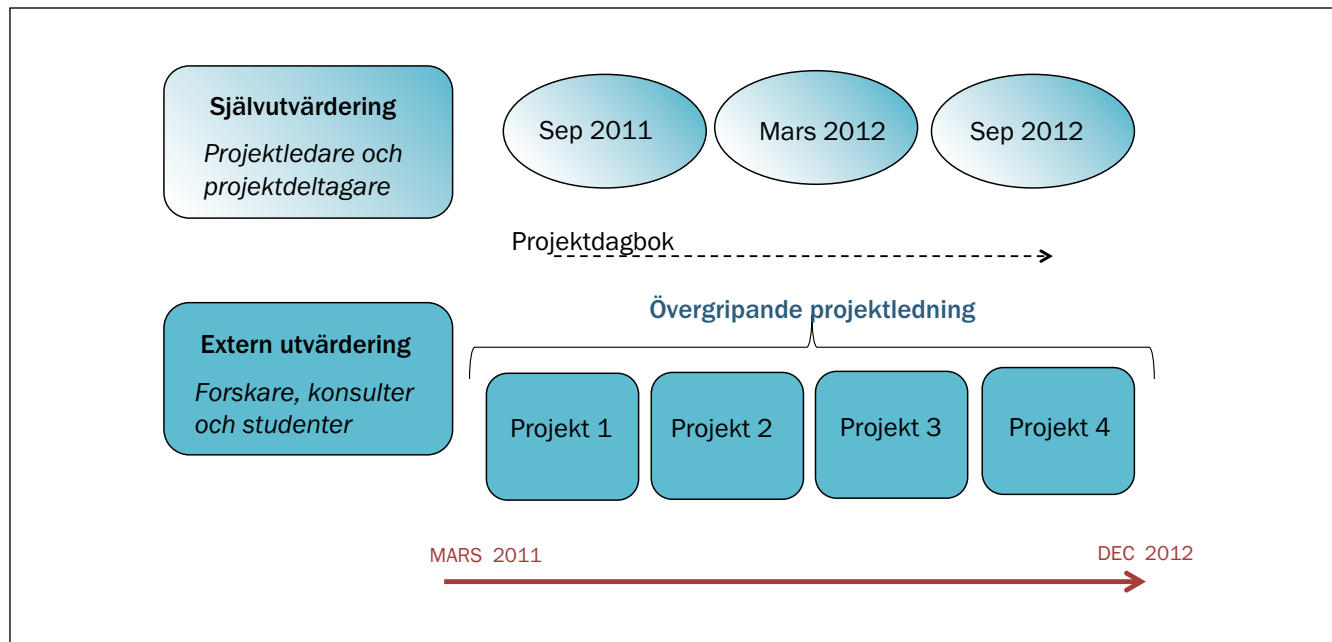 Självutvärdering
Projektledare och
projektdeltagare
Sep 2011
Mars 2012
Sep 2012
Projektdagbok
Extern utvärdering
Forskare, konsulter
och studenter
Övergripande projektledning
Projekt 1
Projekt 2
Projekt 3
Projekt 4
MARS 2011
DEC 2012